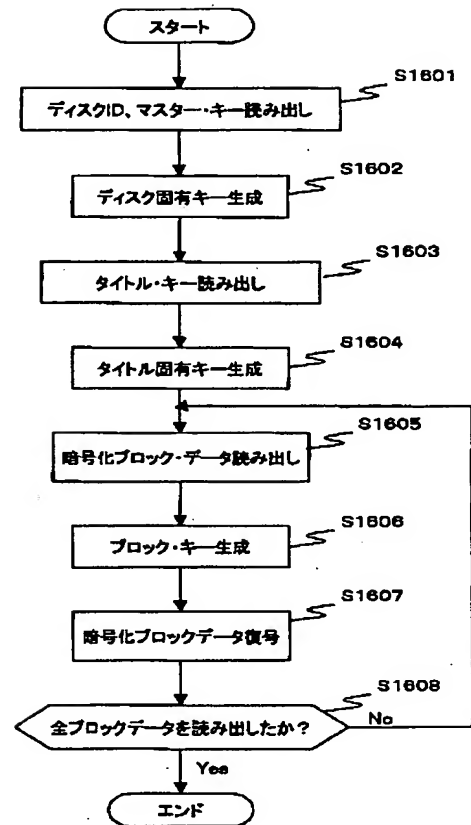 スタート
S1601
ディスクID、マスター・キー読み出し
S1602
ディスク固有キー生成
S1603
タイトル・キー読み出し
S1604
タイトル固有キー生成
S1605
暗号化ブロック・データ読み出し
S1606
ブロック・キー生成
S1607
暗号化ブロックデータ復号
S1608
全ブロックデータを読み出したか？
No
Yes
エンド